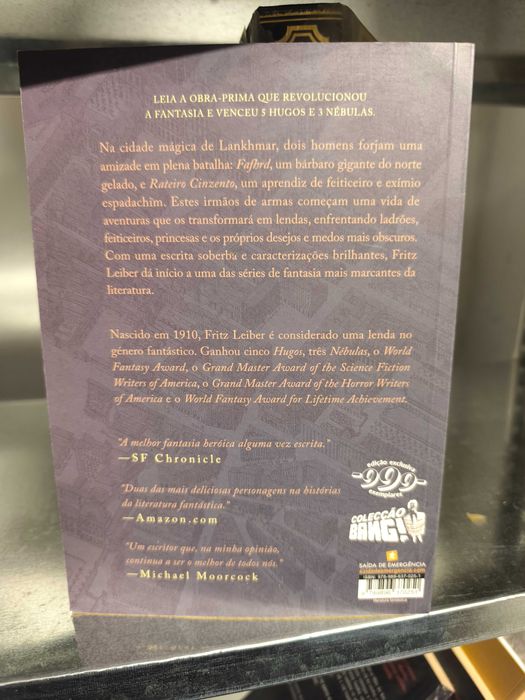 LEIA A OBRA-PRIMA QUE REVOLUCIONOU
A FANTASIA E VENCEU 5 HUGOS E 3 NÉBULAS.
Na cidade mágica de Lankhmar, dois homens forjam uma
amizade em plena batalha: Fafhrd, um bárbaro gigante do norte
gelado, e Rateiro Cinzento, um aprendiz de feiticeiro e exímio
espadachim. Estes irmãos de armas começam uma vida de
aventuras que os transformará em lendas, enfrentando ladrões,
feiticeiros, princesas e os próprios desejos e medos mais obscuros.
Com uma escrita soberba e caracterizações brilhantes, Fritz
Leiber dá início a uma das séries de fantasia mais marcantes da
literatura.
Nascido em 1910, Fritz Leiber é considerado uma lenda no
género fantástico. Ganhou cinco Hugos, três Nébulas, o World
Fantasy Award, o Grand Master Award of the Science Fiction
Writers of America, o Grand Master Award of the Horror Writers
of America e o World Fantasy Award for Lifetime Achievement.
"A melhor fantasia heróica alguma vez escrita."
—SF Chronicle
"Duas das mais deliciosas personagens na histórias
da literatura fantástica."
—Amazon.com
"Um escritor que, na minha opinião,
continua a ser o melhor de todos nós."
—Michael Moorcock
edição exclusiva
999
exemplares
COLECÇÃO
BANG!
SAÍDA DE EMERGÊNCIA